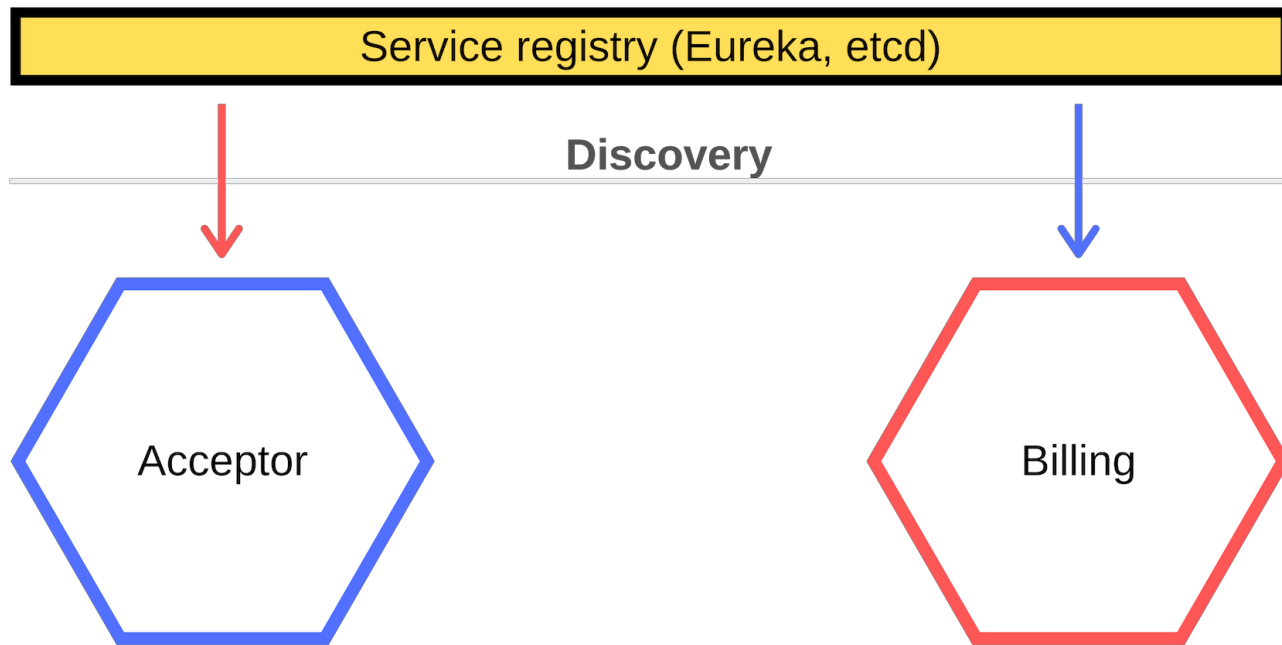 Service registry (Eureka, etcd)
Discovery
Acceptor
Billing